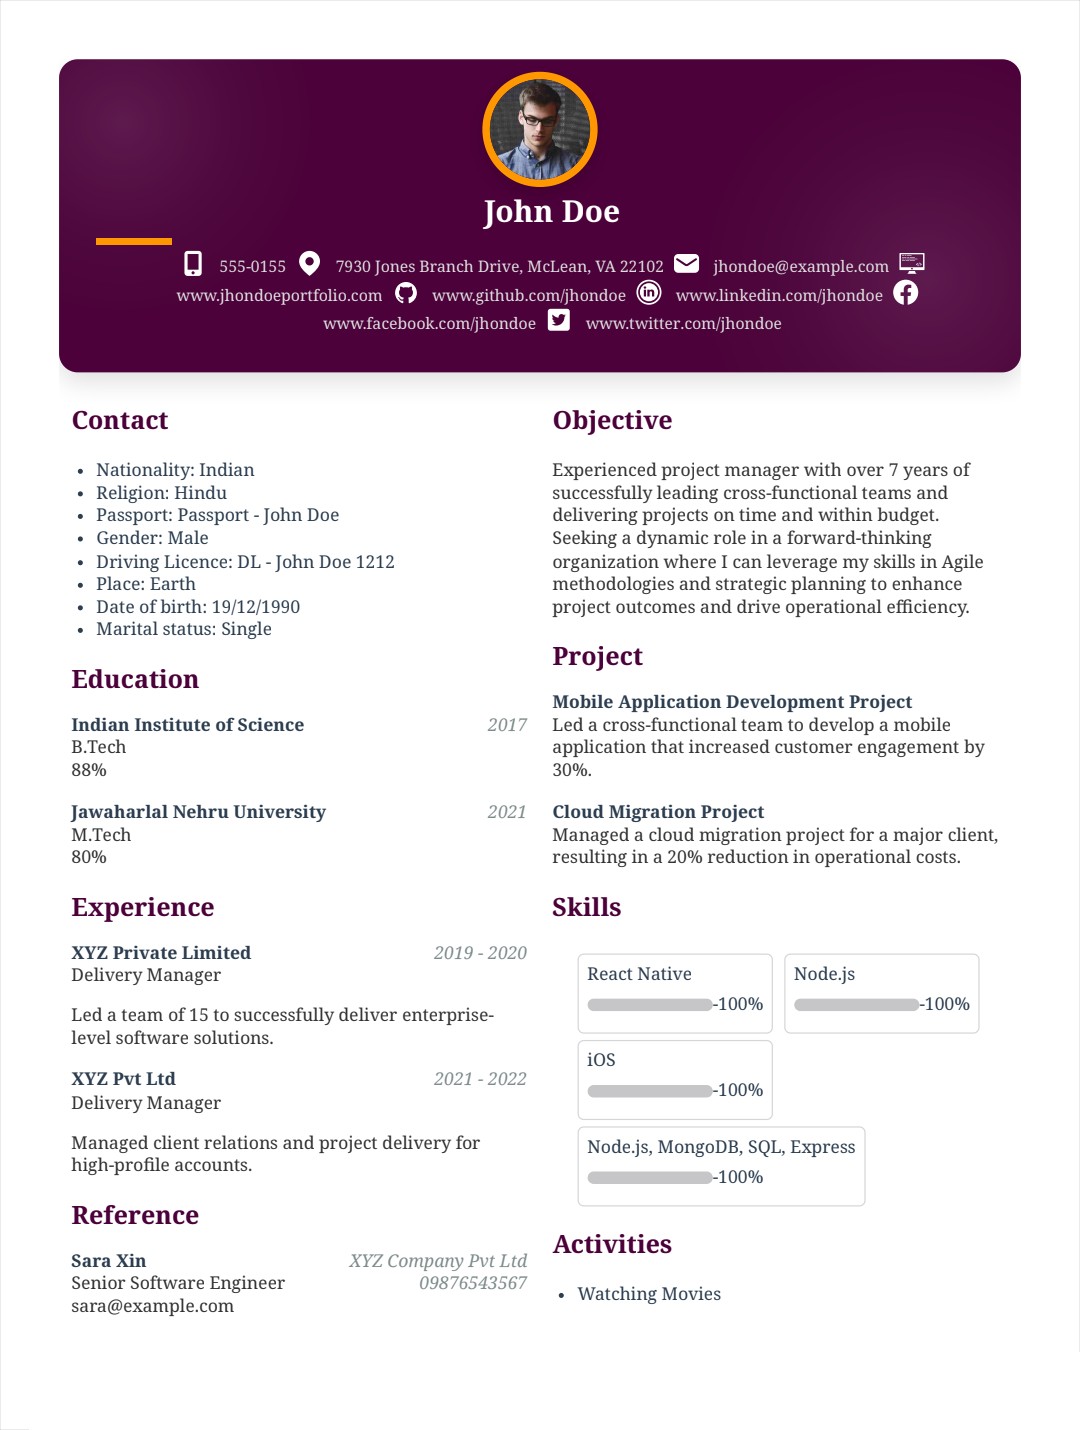 John Doe
555-0155 7930 Jones Branch Drive, McLean, VA 22102 jhondoe@example.com
www.jhondoeportfolio.com www.github.com/jhondoe www.linkedin.com/jhondoe
www.facebook.com/jhondoe www.twitter.com/jhondoe
Contact
• Nationality: Indian
• Religion: Hindu
• Passport: Passport - John Doe
• Gender: Male
• Driving Licence: DL - John Doe 1212
• Place: Earth
• Date of birth: 19/12/1990
• Marital status: Single
Education
Indian Institute of Science 2017
B.Tech
88%
Jawaharlal Nehru University 2021
M.Tech
80%
Experience
XYZ Private Limited 2019 - 2020
Delivery Manager
Led a team of 15 to successfully deliver enterprise-
level software solutions.
XYZ Pvt Ltd 2021 - 2022
Delivery Manager
Managed client relations and project delivery for
high-profile accounts.
Reference
Sara Xin XYZ Company Pvt Ltd
Senior Software Engineer 09876543567
sara@example.com
Objective
Experienced project manager with over 7 years of
successfully leading cross-functional teams and
delivering projects on time and within budget.
Seeking a dynamic role in a forward-thinking
organization where I can leverage my skills in Agile
methodologies and strategic planning to enhance
project outcomes and drive operational efficiency.
Project
Mobile Application Development Project
Led a cross-functional team to develop a mobile
application that increased customer engagement by
30%.
Cloud Migration Project
Managed a cloud migration project for a major client,
resulting in a 20% reduction in operational costs.
Skills
React Native Node.js
-100% -100%
iOS
-100%
Node.js, MongoDB, SQL, Express
-100%
Activities
• Watching Movies